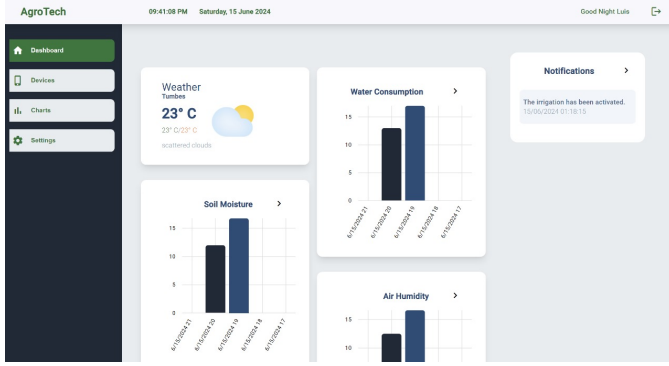 AgroTech
09:41:08 PM Saturday, 15 June 2024
Good Night Luis
Dashboard
Devices
Charts
Settings
Weather
Tumbes
23° C
23° C/23° C
scattered clouds
Soil Moisture
15
10
5
0
6/15/2024 21
6/15/2024 20
6/15/2024 19
6/15/2024 18
6/15/2024 17
Water Consumption
15
10
5
0
6/15/2024 21
6/15/2024 20
6/15/2024 19
6/15/2024 18
6/15/2024 17
Air Humidity
15
10
Notifications
The irrigation has been activated.
15/06/2024 01:18:15